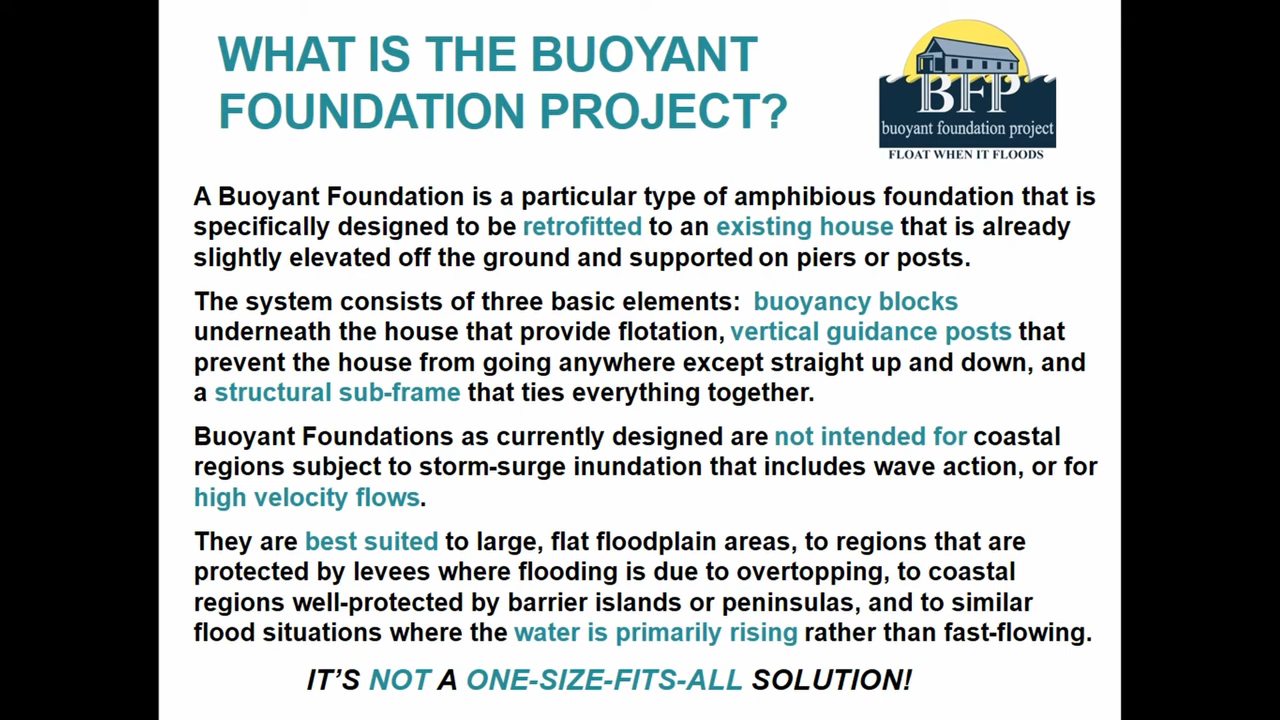 WHAT IS THE BUOYANT
FOUNDATION PROJECT?
BFP
buoyant foundation project
FLOAT WHEN IT FLOODS
A Buoyant Foundation is a particular type of amphibious foundation that is
specifically designed to be retrofitted to an existing house that is already
slightly elevated off the ground and supported on piers or posts.
The system consists of three basic elements: buoyancy blocks
underneath the house that provide flotation, vertical guidance posts that
prevent the house from going anywhere except straight up and down, and
a structural sub-frame that ties everything together.
Buoyant Foundations as currently designed are not intended for coastal
regions subject to storm-surge inundation that includes wave action, or for
high velocity flows.
They are best suited to large, flat floodplain areas, to regions that are
protected by levees where flooding is due to overtopping, to coastal
regions well-protected by barrier islands or peninsulas, and to similar
flood situations where the water is primarily rising rather than fast-flowing.
IT'S NOT A ONE-SIZE-FITS-ALL SOLUTION!